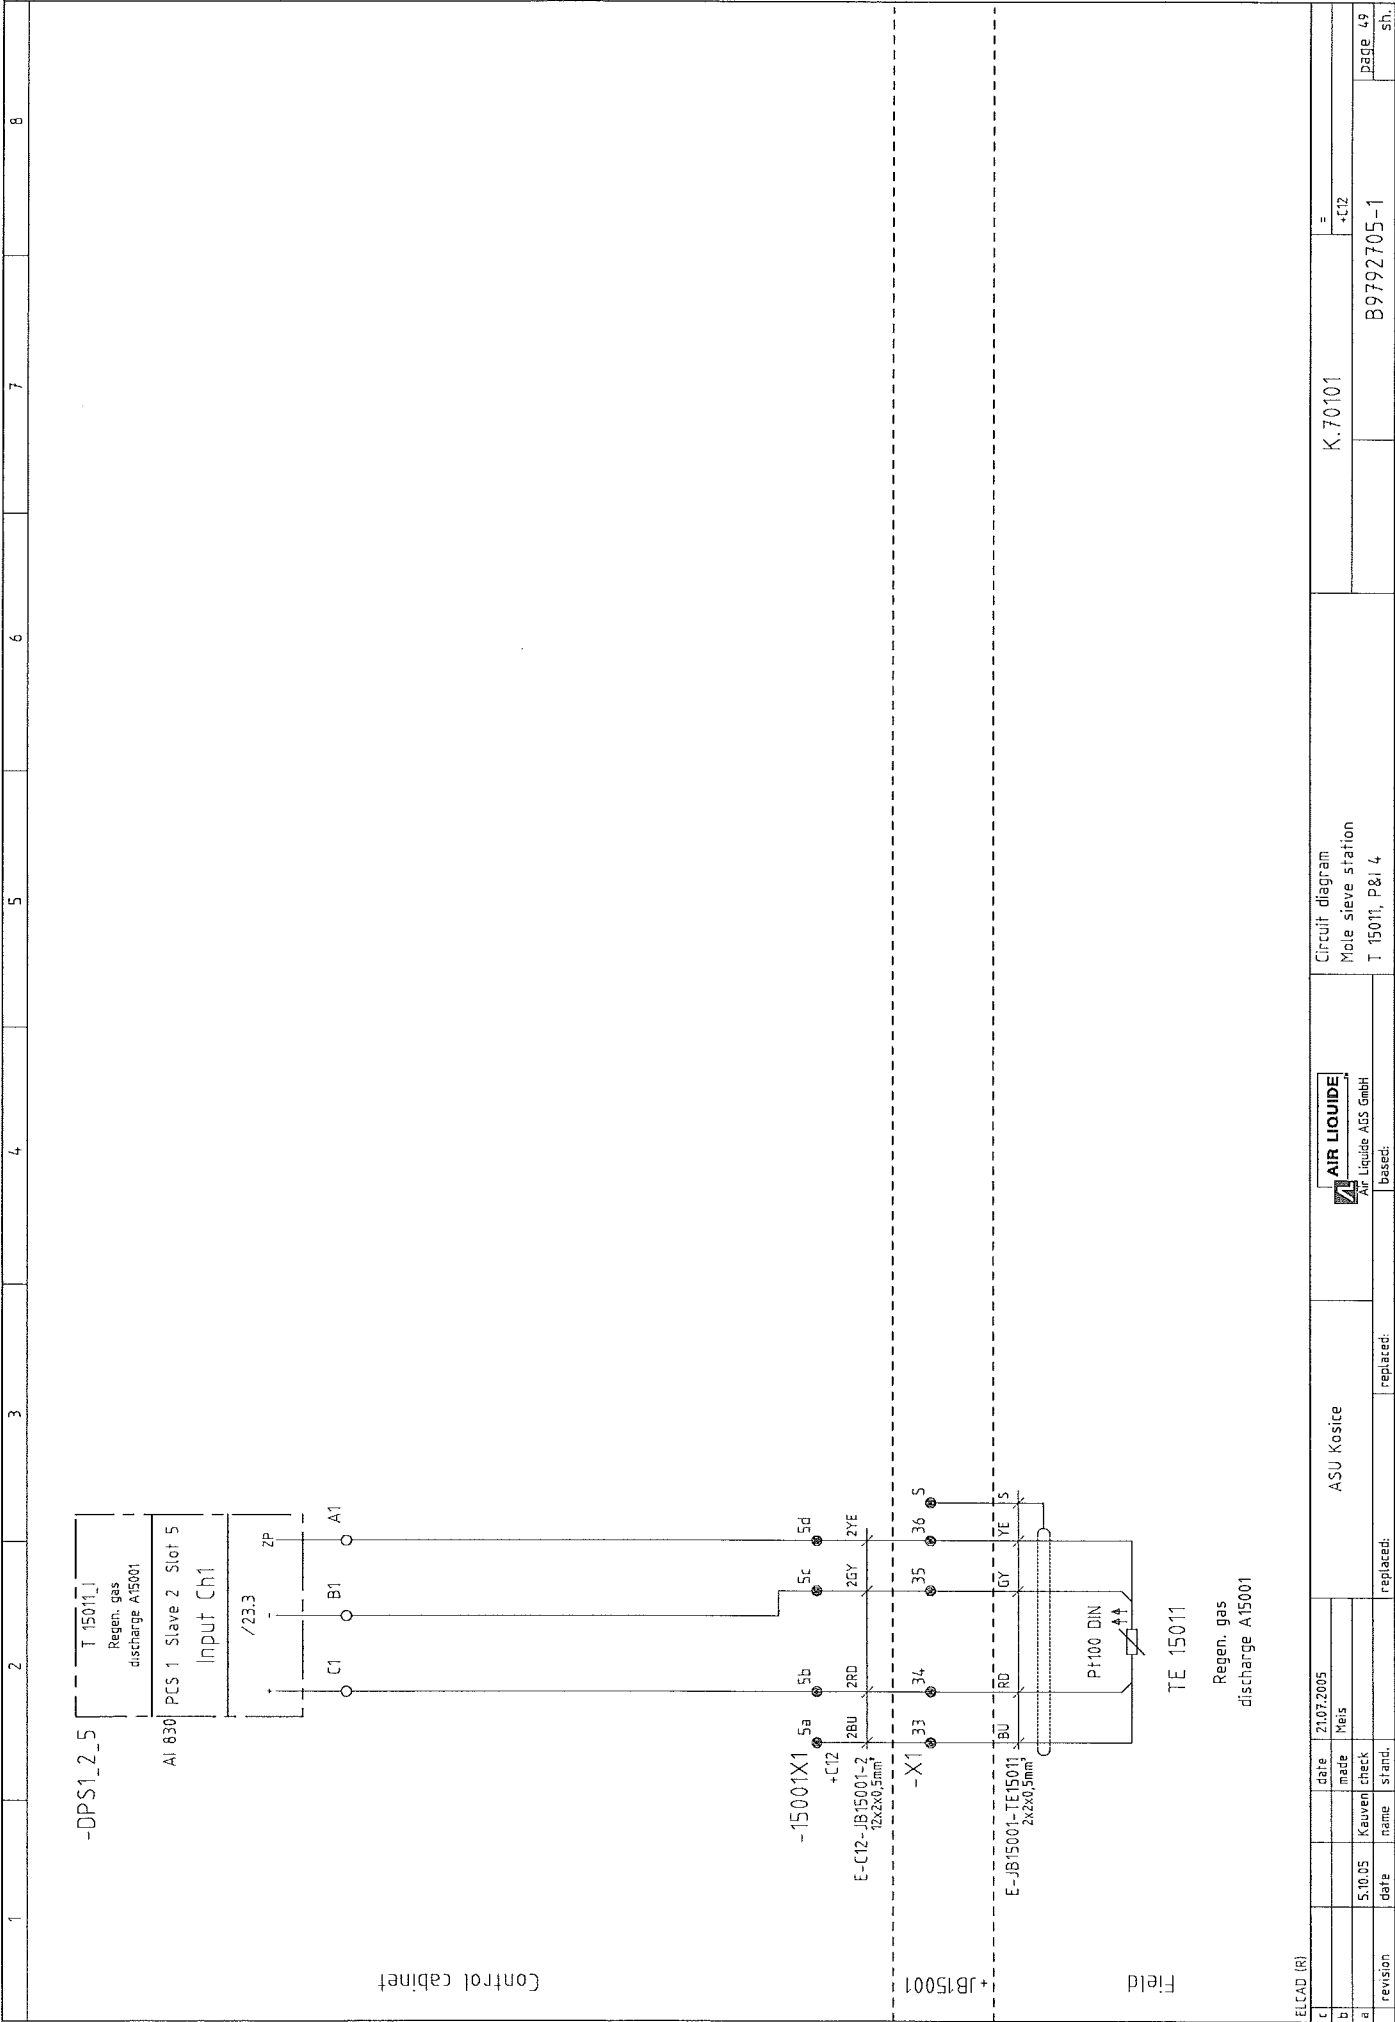 1 2 3 4 5 6 7 8
-DPS1_2_5
T 15011_I
Regen. gas
discharge A15001
AI 830
PCS 1 Slave 2 Slot 5
Input Ch1
/23.3
+ - ZP
C1 B1 A1
Control cabinet
-15001X1
5a 5b 5c 5d
+C12
2BU 2RD 2GY 2YE
E-C12-JB15001-2
12x2x0,5mm²
+JB15001
-X1
33 34 35 36 S
BU RD GY YE S
E-JB15001-TE15011
2x2x0,5mm²
Field
Pt100 DIN
TE 15011
Regen. gas
discharge A15001
ELCAD (R)
c
b
a
revision
5.10.05
date
Kauven
name
date
made
check
stand.
21.07.2005
Meis
ASU Kosice
replaced:
replaced:
AIR LIQUIDE
Air Liquide AGS GmbH
based:
Circuit diagram
Mole sieve station
T 15011, P&I 4
K.70101
=
+C12
B9792705-1
page 49
sh.